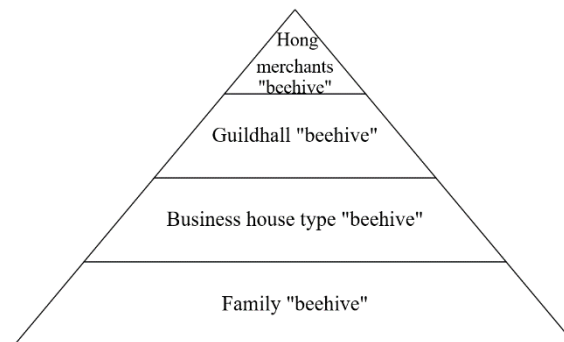 Hong
merchants
"beehive"
Guildhall "beehive"
Business house type "beehive"
Family "beehive"